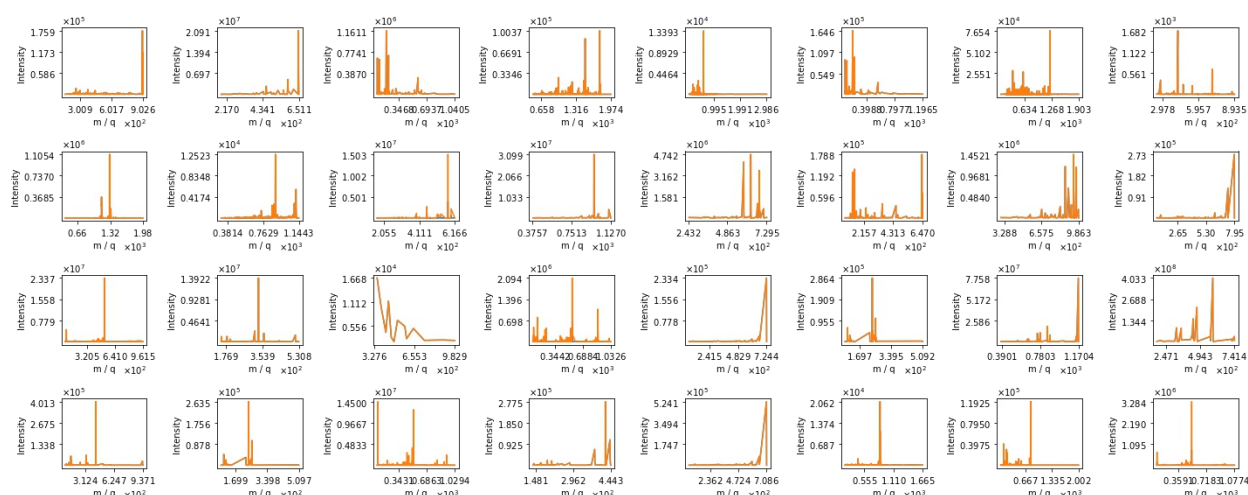 ×10⁵ ×10⁷ ×10⁶ ×10⁵ ×10⁴ ×10⁵ ×10⁴ ×10³
1.759 2.091 1.1611 1.0037 1.3393 1.646 7.654 1.682
1.173 1.394 0.7741 0.6691 0.8929 1.097 5.102 1.122
0.586 0.697 0.3870 0.3346 0.4464 0.549 2.551 0.561
Intensity Intensity Intensity Intensity Intensity Intensity Intensity Intensity
3.009 6.017 9.026 2.170 4.341 6.511 0.3468 0.6937 1.0405 0.658 1.316 1.974 0.995 1.991 2.986 0.3988 0.7977 1.1965 0.634 1.268 1.903 2.978 5.957 8.935
m / q ×10² m / q ×10² m / q ×10³ m / q ×10³ m / q ×10³ m / q ×10³ m / q ×10³ m / q ×10²
×10⁶ ×10⁴ ×10⁷ ×10⁷ ×10⁶ ×10⁵ ×10⁶ ×10⁵
1.1054 1.2523 1.503 3.099 4.742 1.788 1.4521 2.73
0.7370 0.8348 1.002 2.066 3.162 1.192 0.9681 1.82
0.3685 0.4174 0.501 1.033 1.581 0.596 0.4840 0.91
Intensity Intensity Intensity Intensity Intensity Intensity Intensity Intensity
0.66 1.32 1.98 0.3814 0.7629 1.1443 2.055 4.111 6.166 0.3757 0.7513 1.1270 2.432 4.863 7.295 2.157 4.313 6.470 3.288 6.575 9.863 2.65 5.30 7.95
m / q ×10³ m / q ×10³ m / q ×10² m / q ×10³ m / q ×10² m / q ×10² m / q ×10² m / q ×10²
×10⁷ ×10⁷ ×10⁴ ×10⁶ ×10⁵ ×10⁵ ×10⁷ ×10⁸
2.337 1.3922 1.668 2.094 2.334 2.864 7.758 4.033
1.558 0.9281 1.112 1.396 1.556 1.909 5.172 2.688
0.779 0.4641 0.556 0.698 0.778 0.955 2.586 1.344
Intensity Intensity Intensity Intensity Intensity Intensity Intensity Intensity
3.205 6.410 9.615 1.769 3.539 5.308 3.276 6.553 9.829 0.3442 0.6884 1.0326 2.415 4.829 7.244 1.697 3.395 5.092 0.3901 0.7803 1.1704 2.471 4.943 7.414
m / q ×10² m / q ×10² m / q ×10² m / q ×10³ m / q ×10² m / q ×10² m / q ×10³ m / q ×10²
×10⁵ ×10⁵ ×10⁷ ×10⁵ ×10⁵ ×10⁴ ×10⁵ ×10⁶
4.013 2.635 1.4500 2.775 5.241 2.062 1.1925 3.284
2.675 1.756 0.9667 1.850 3.494 1.374 0.7950 2.190
1.338 0.878 0.4833 0.925 1.747 0.687 0.3975 1.095
Intensity Intensity Intensity Intensity Intensity Intensity Intensity Intensity
3.124 6.247 9.371 1.699 3.398 5.097 0.3431 0.6863 1.0294 1.481 2.962 4.443 2.362 4.724 7.086 0.555 1.110 1.665 0.667 1.335 2.002 0.3591 0.7183 1.0774
m / q ×10² m / q ×10² m / q ×10³ m / q ×10² m / q ×10² m / q ×10³ m / q ×10³ m / q ×10³